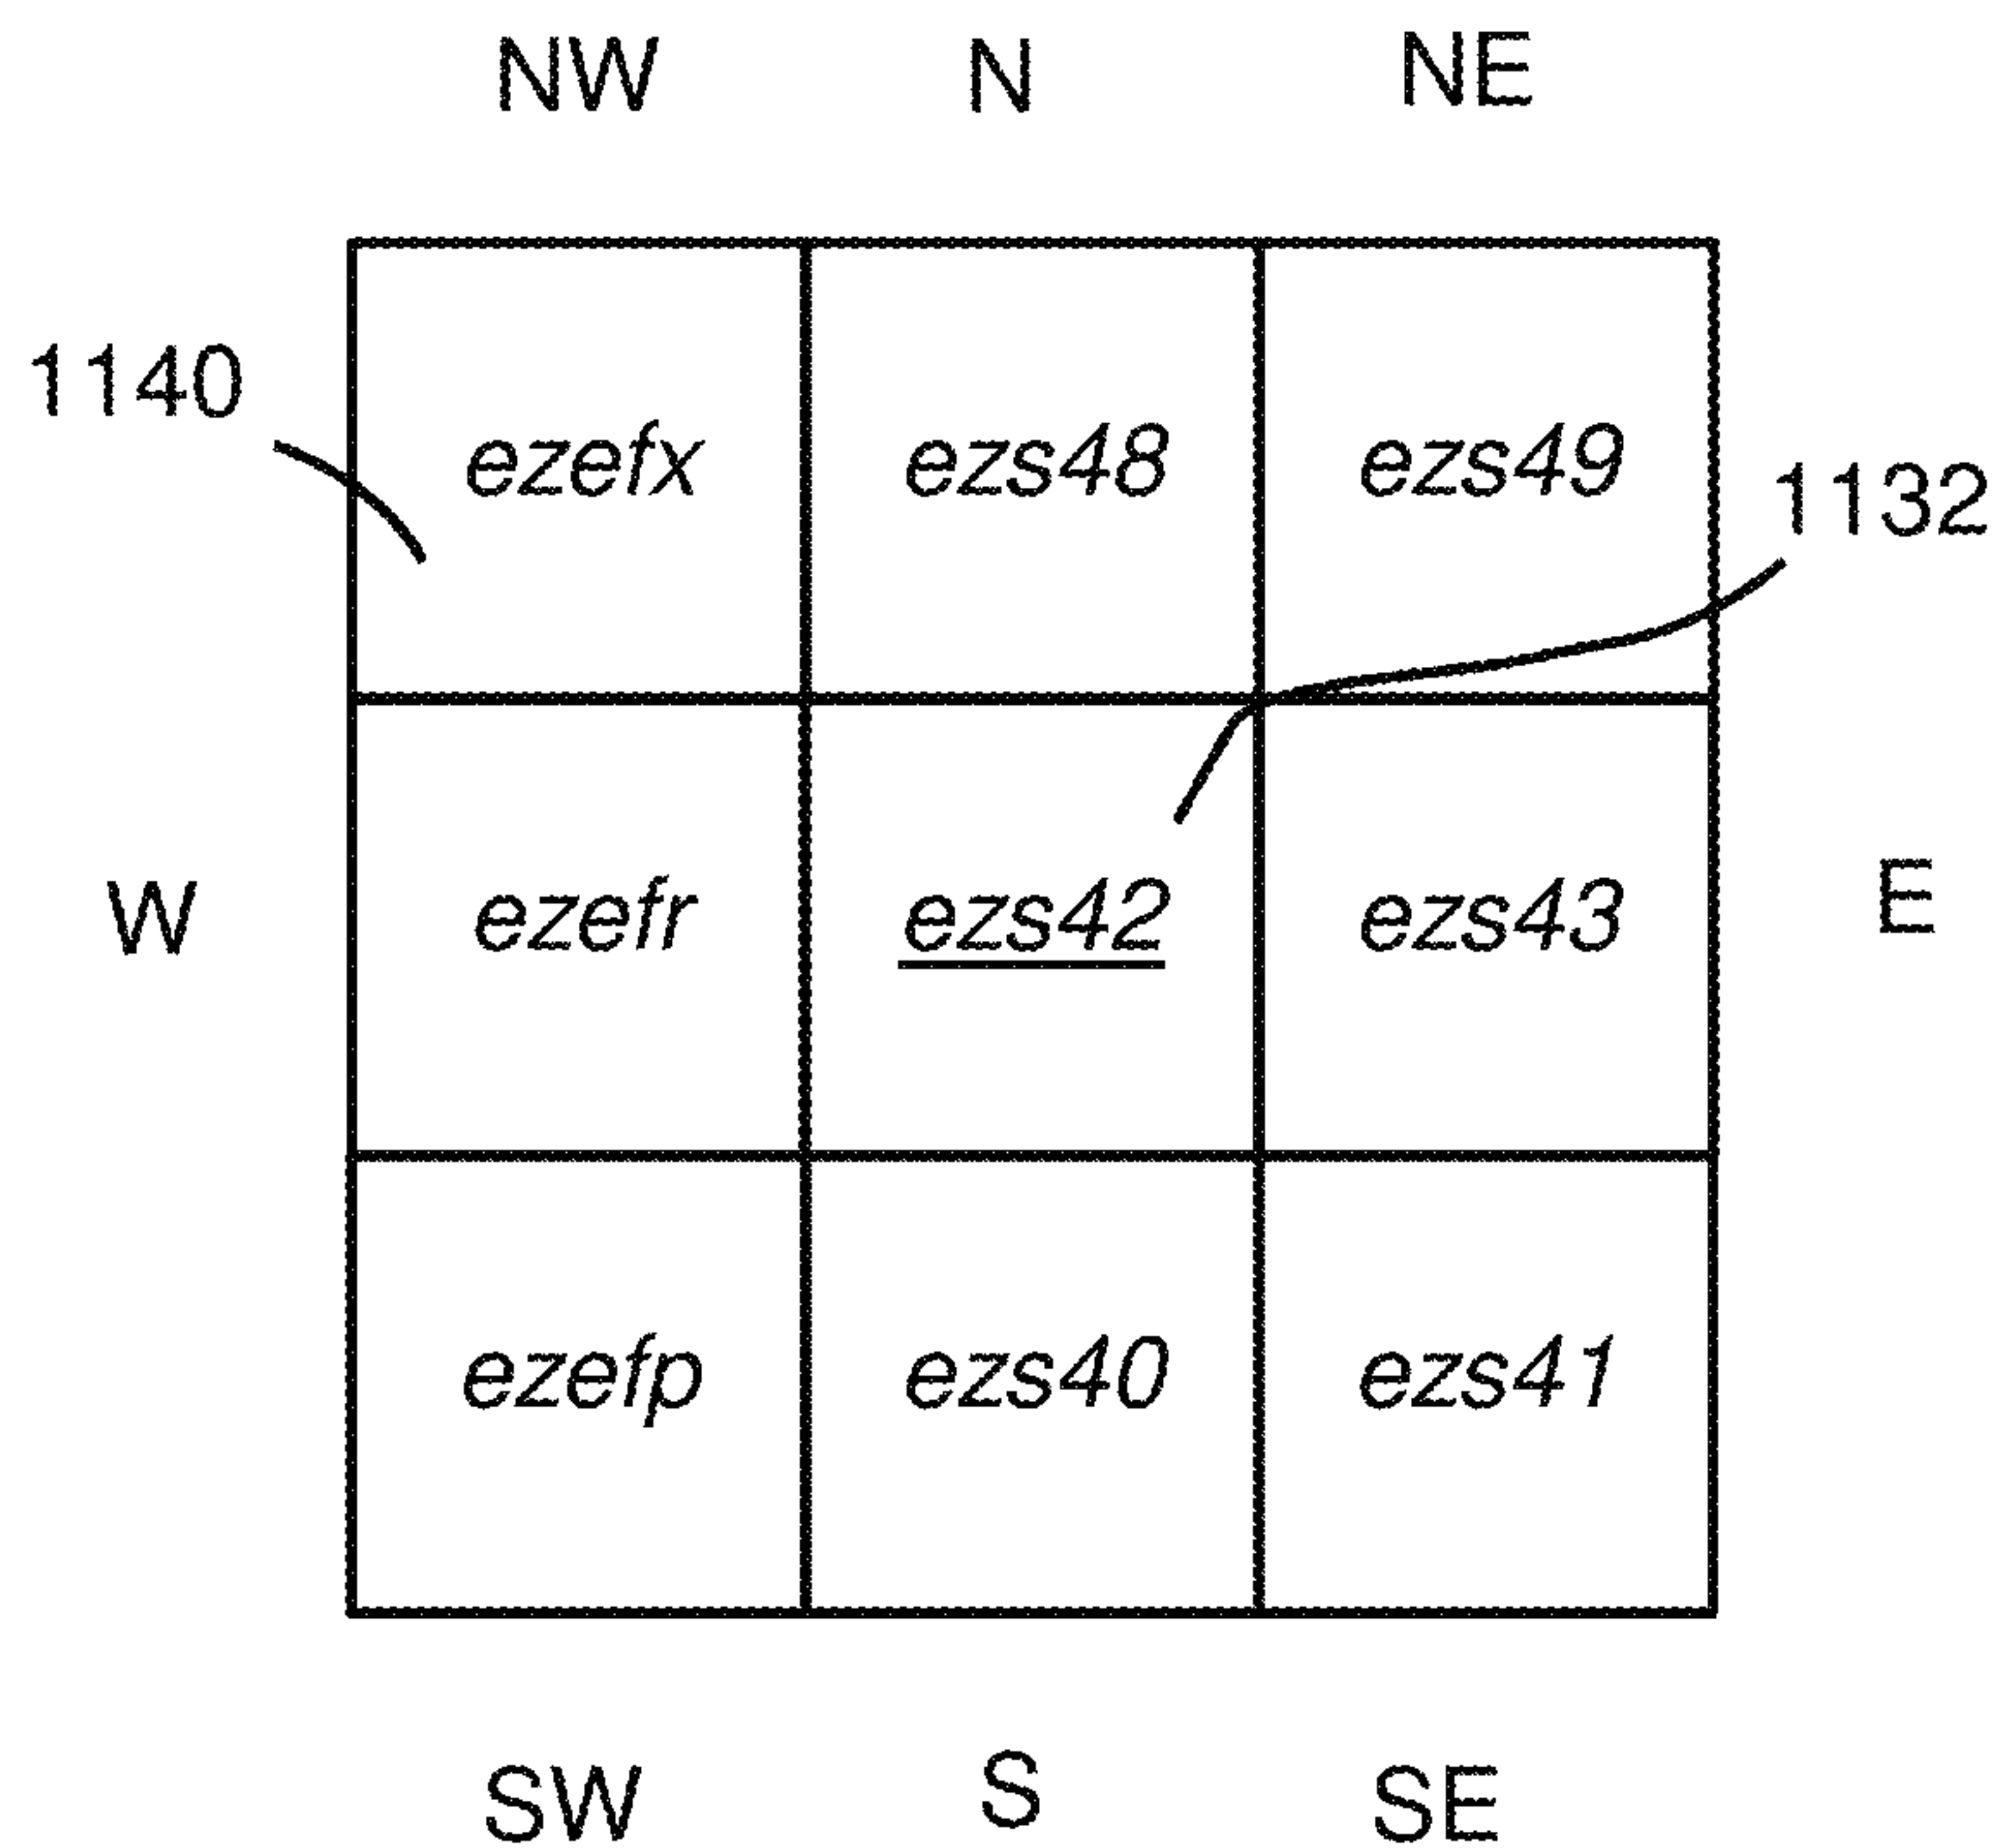 NW N NE
1140
ezefx ezs48 ezs49
1132
W ezefr ezs42 ezs43 E
ezefp ezs40 ezs41
SW S SE